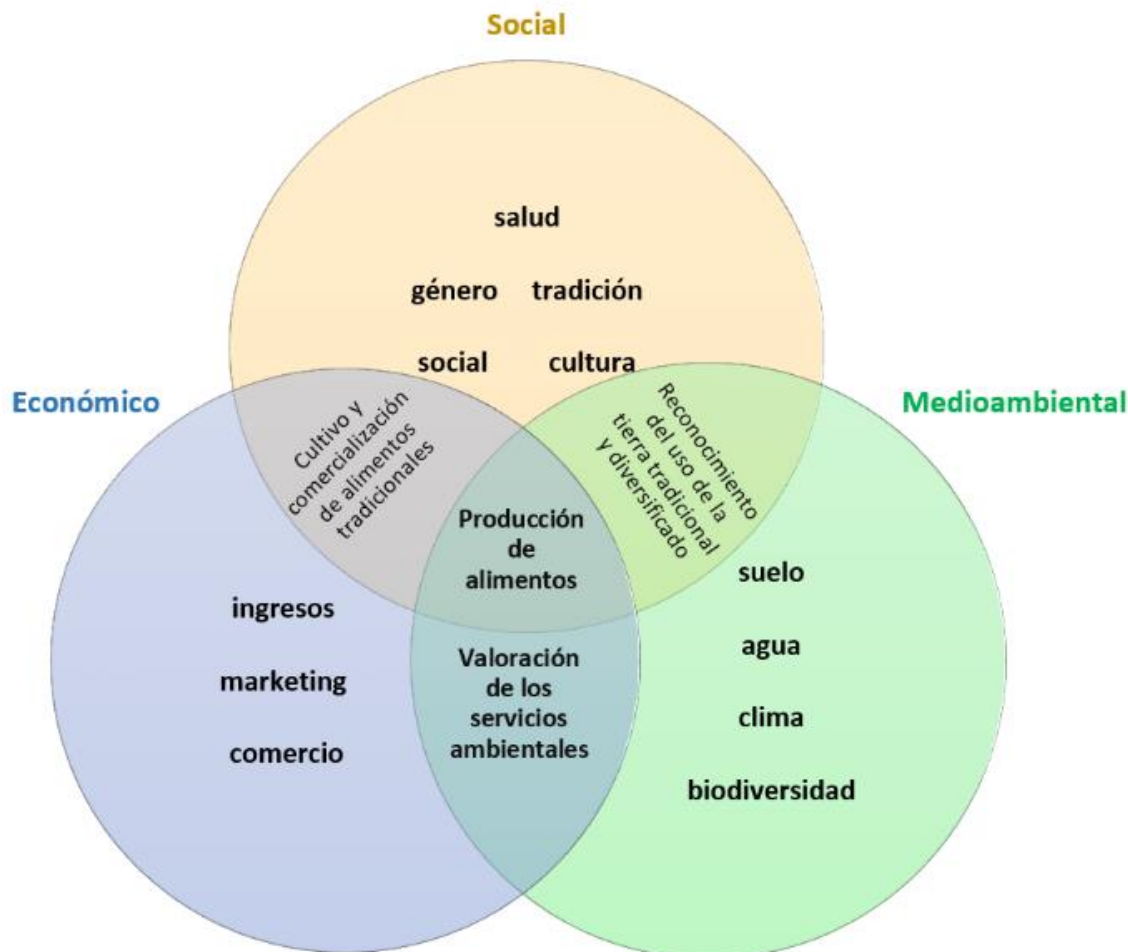 Social
salud
género tradición
social cultura
Económico
Medioambiental
Cultivo y
comercialización
de alimentos
tradicionales
Reconocimiento
del uso de la
tierra tradicional
y diversificado
Producción
de
alimentos
ingresos
marketing
comercio
Valoración
de los
servicios
ambientales
suelo
agua
clima
biodiversidad